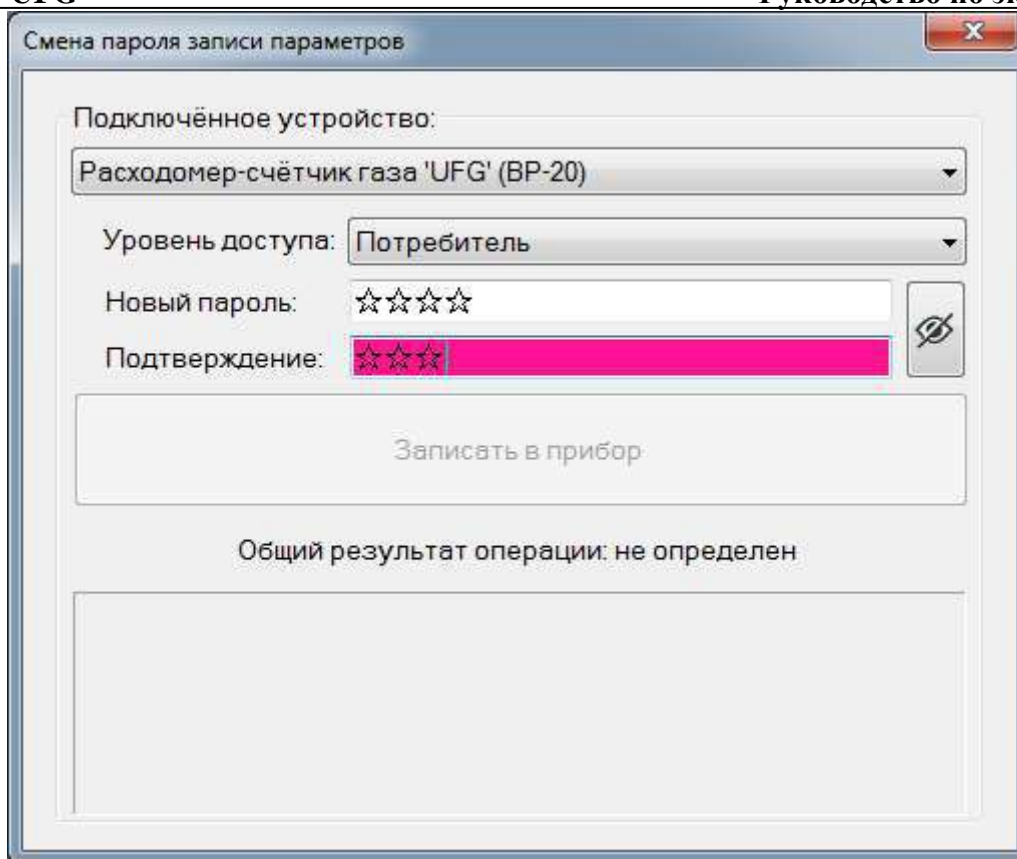 Смена пароля записи параметров
Подключённое устройство:
Расходомер-счётчик газа 'UFG' (ВР-20)
Уровень доступа: Потребитель
Новый пароль: ☆☆☆☆
Подтверждение: ☆☆☆
Записать в прибор
Общий результат операции: не определен